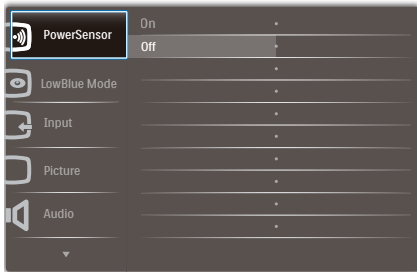 PowerSensor
On
Off
LowBlue Mode
Input
Picture
Audio